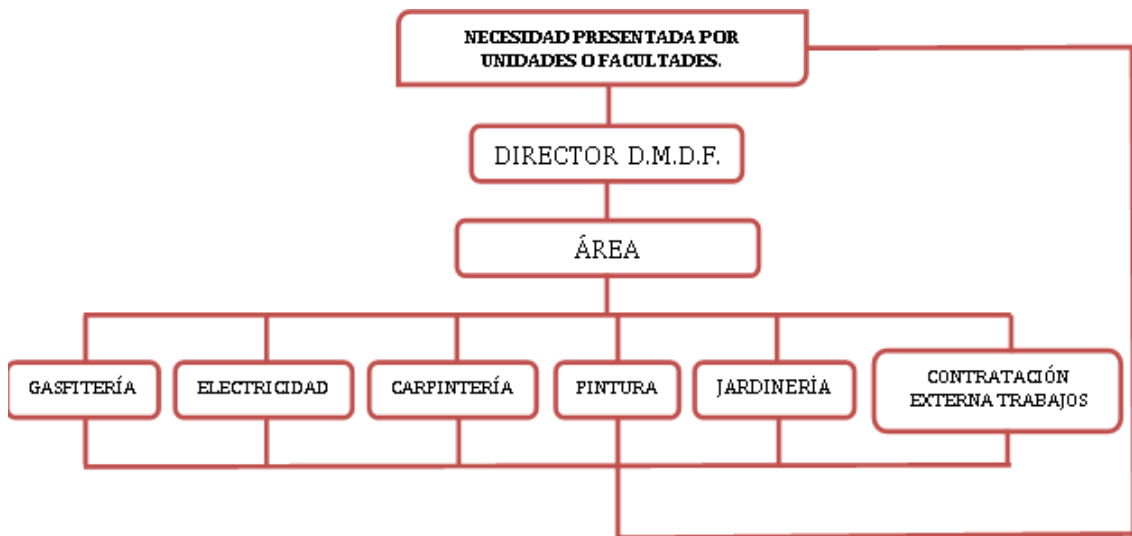 NECESIDAD PRESENTADA POR
UNIDADES O FACULTADES.
DIRECTOR D.M.D.F.
ÁREA
GASFITERÍA
ELECTRICIDAD
CARPINTERÍA
PINTURA
JARDINERÍA
CONTRATACIÓN
EXTERNA TRABAJOS